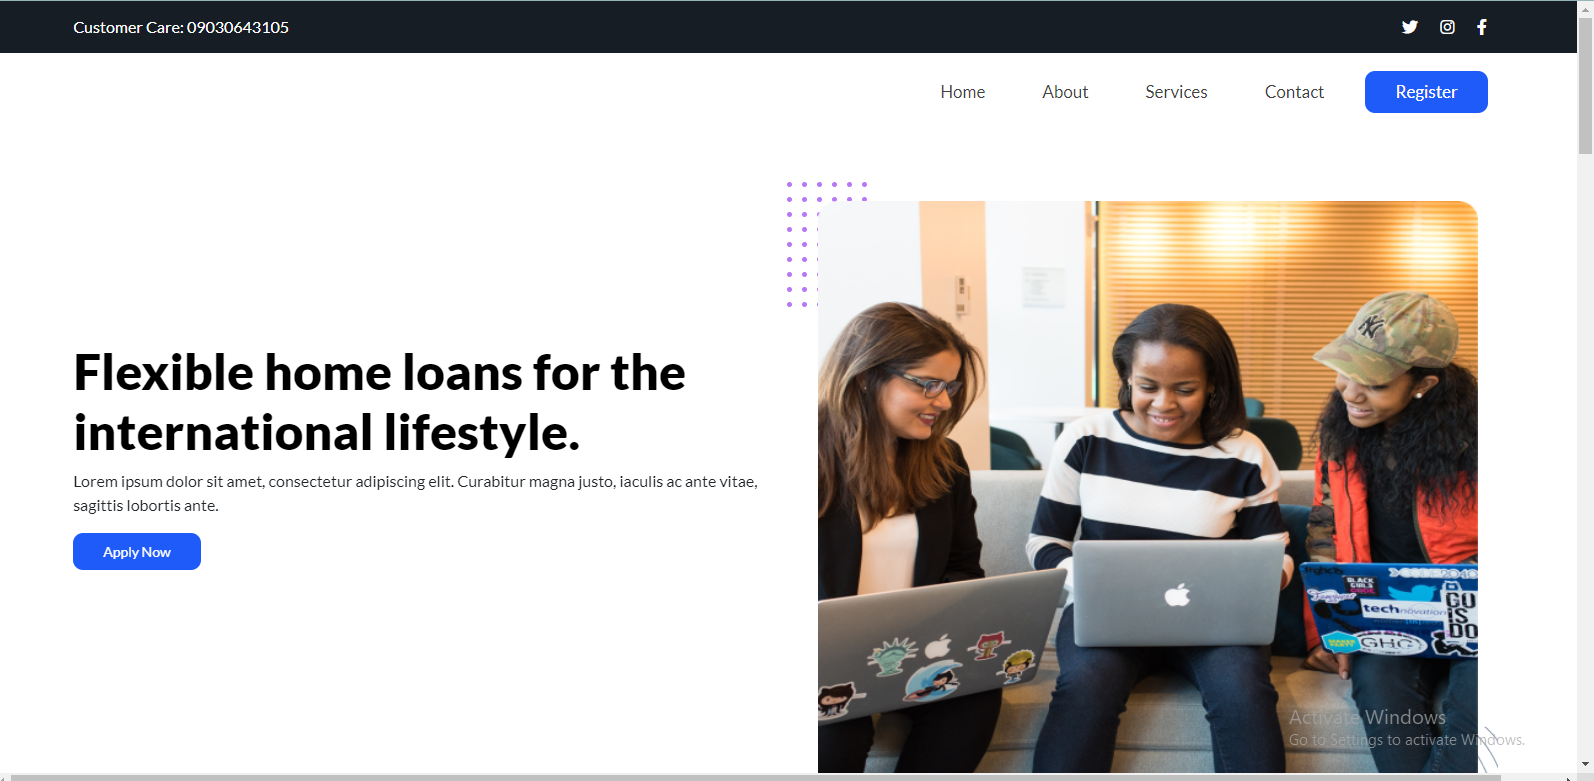 Customer Care: 09030643105
Home About Services Contact Register
Flexible home loans for the
international lifestyle.
Lorem ipsum dolor sit amet, consectetur adipiscing elit. Curabitur magna justo, iaculis ac ante vitae,
sagittis lobortis ante.
Apply Now
BLACK
GIRLS
CODE
technovation
GO
IS
DO
GHC
Activate Windows
Go to Settings to activate Windows.